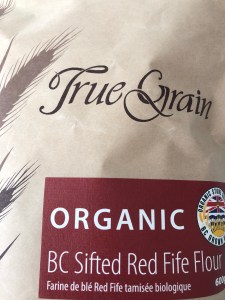 True Grain
ORGANIC
BC Sifted Red Fife Flour
Farine de blé Red Fife tamisée biologique